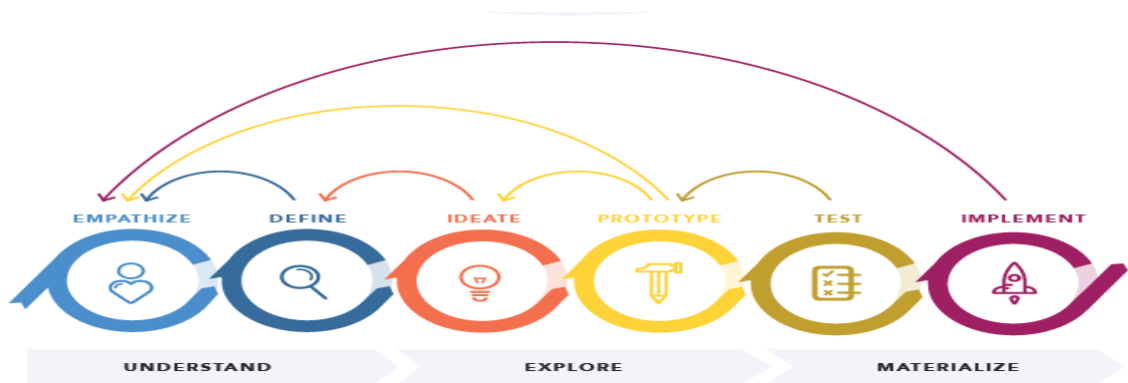 EMPATHIZE DEFINE IDEATE PROTOTYPE TEST IMPLEMENT
UNDERSTAND EXPLORE MATERIALIZE